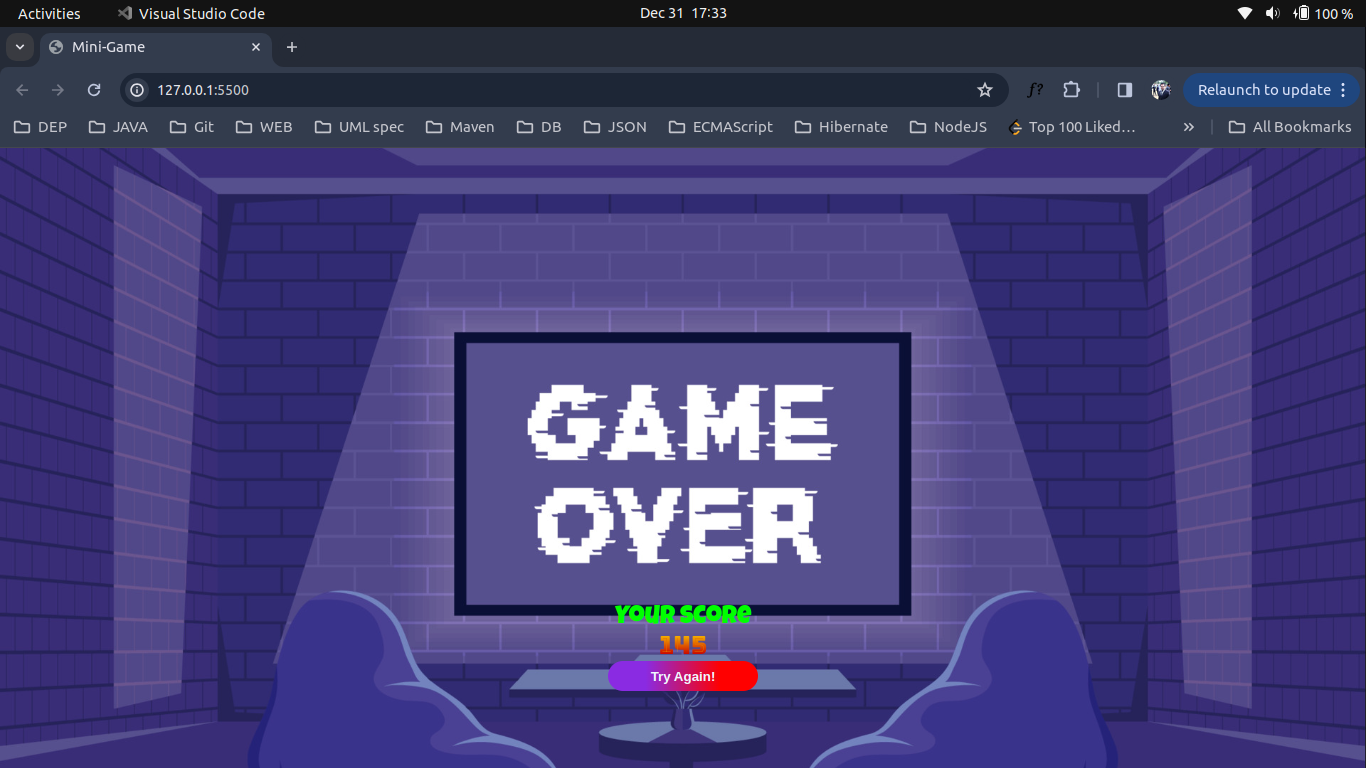 Activities Visual Studio Code Dec 31 17:33 100 %
Mini-Game
127.0.0.1:5500 f? Relaunch to update
DEP JAVA Git WEB UML spec Maven DB JSON ECMAScript Hibernate NodeJS Top 100 Liked… » All Bookmarks
GAME
OVER
Your Score
145
Try Again!